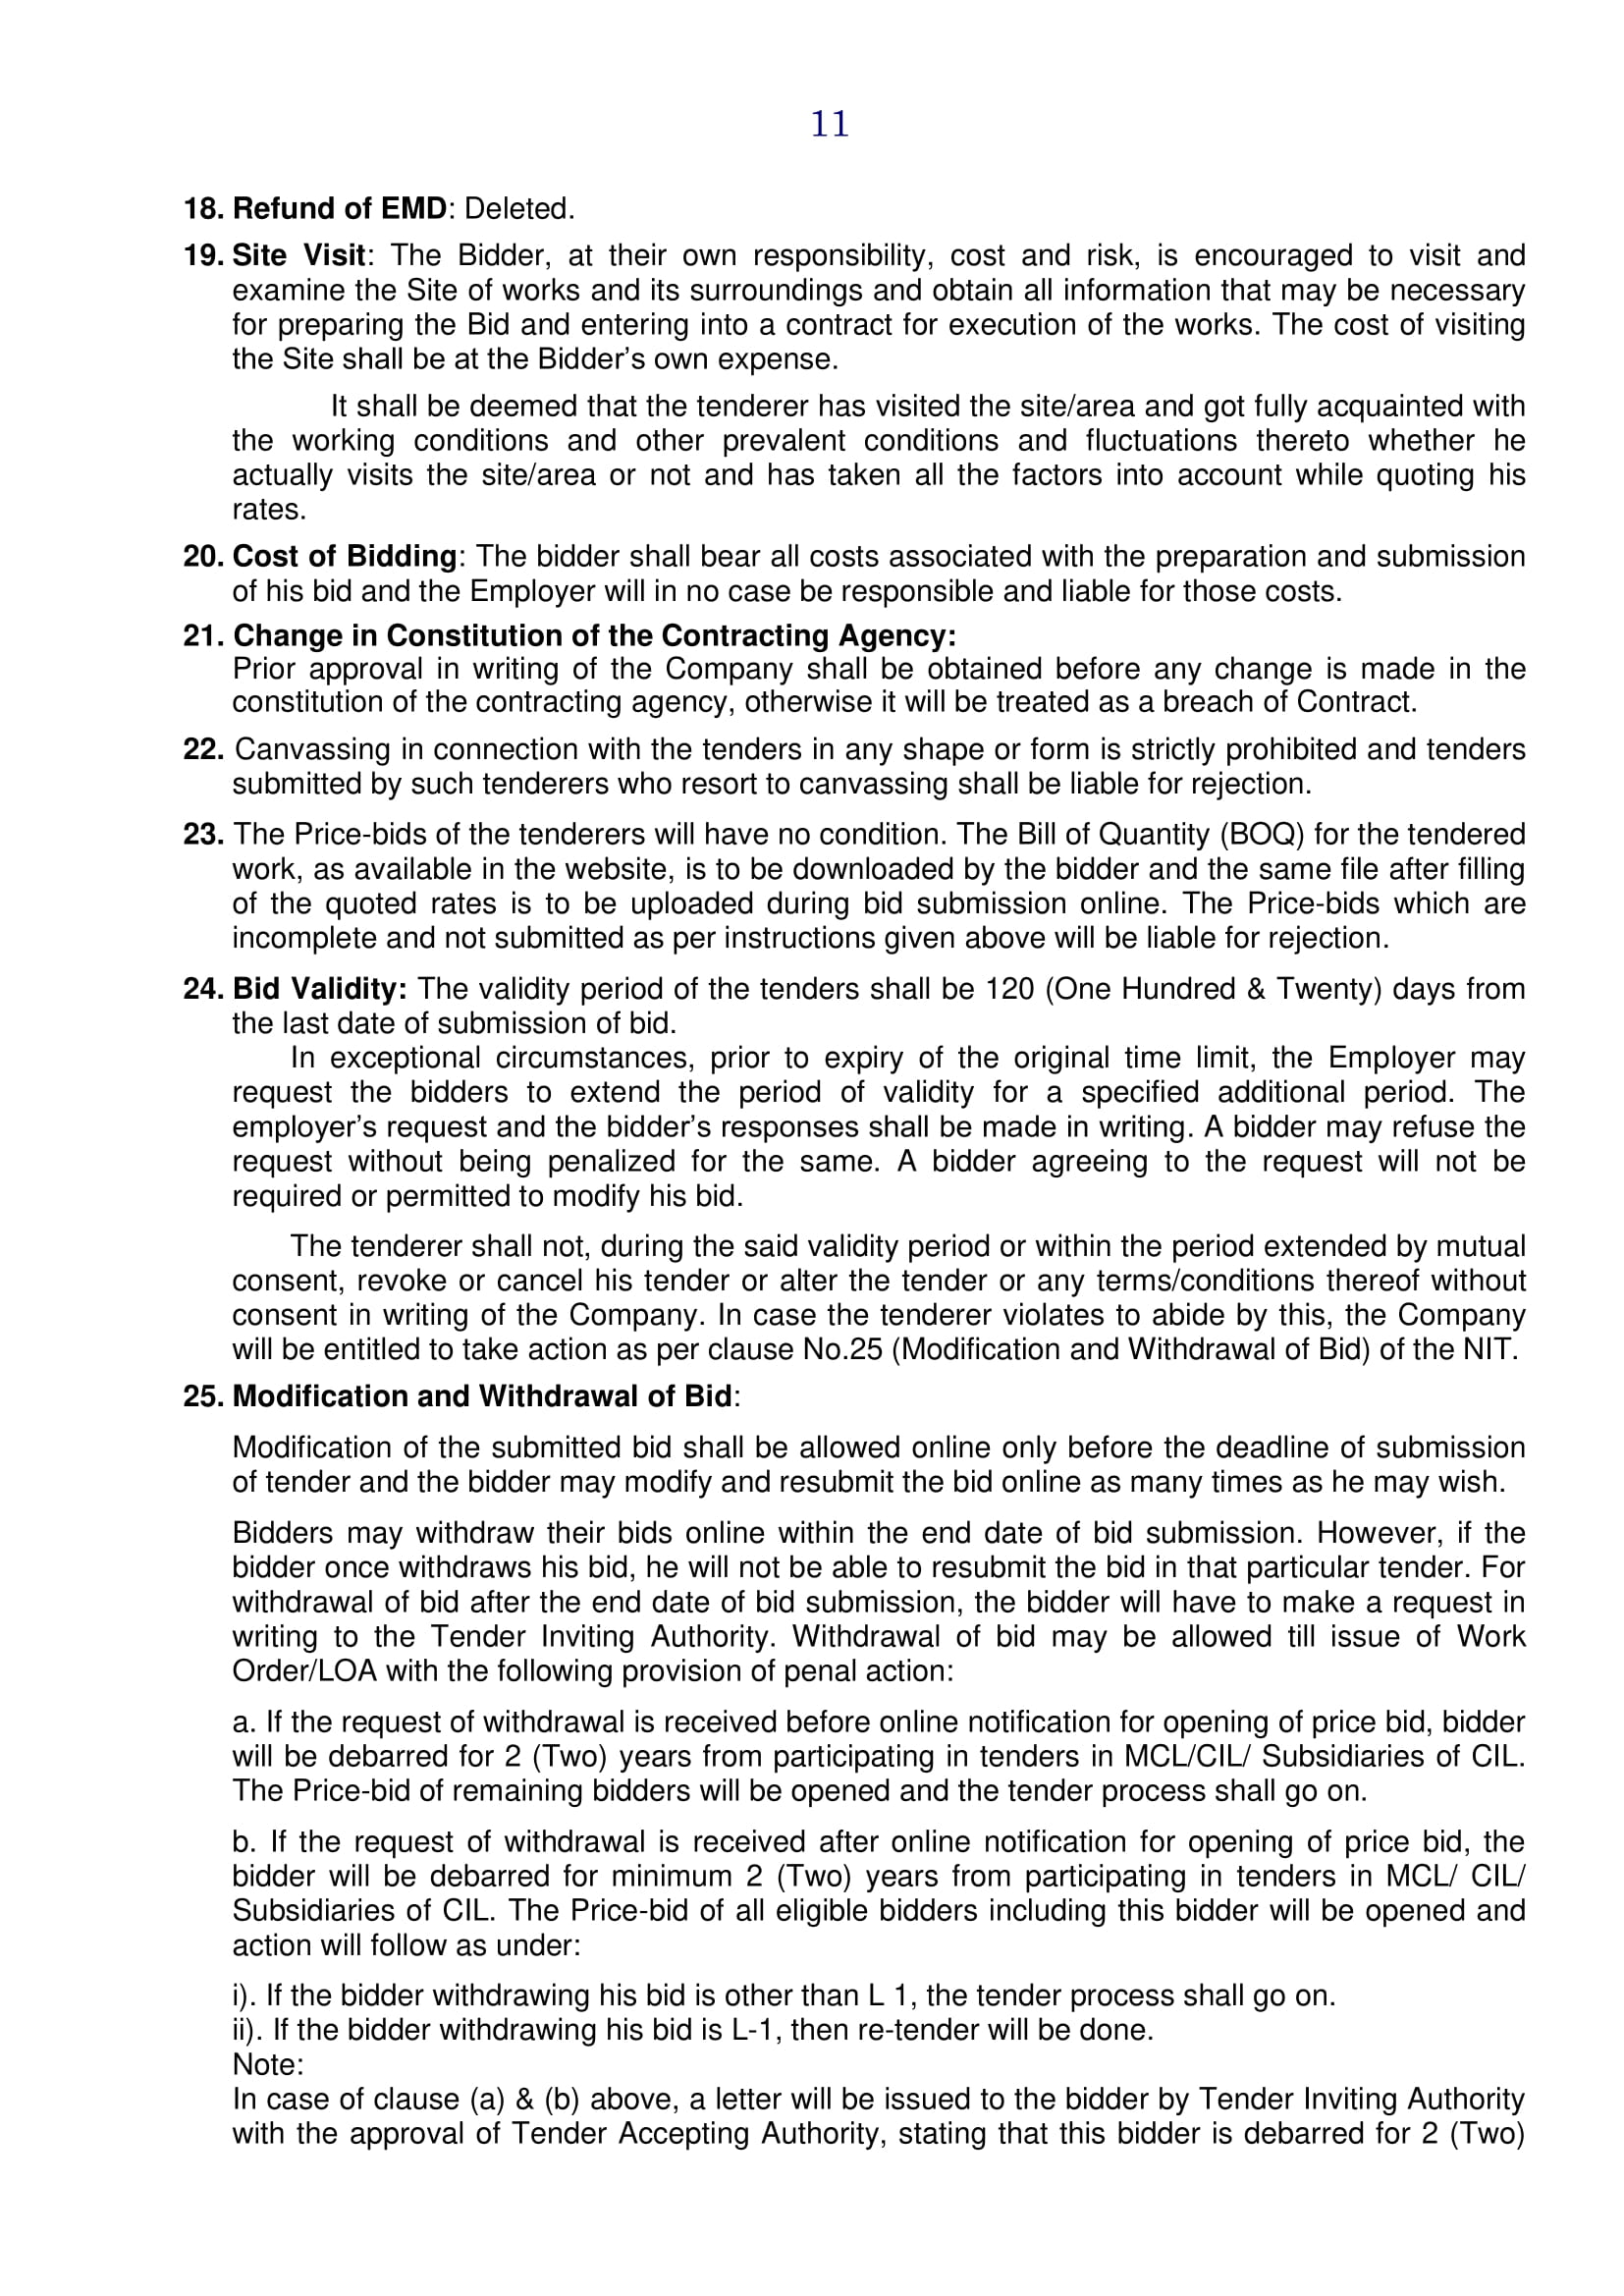 11
18. Refund of EMD: Deleted.
19. Site Visit: The Bidder, at their own responsibility, cost and risk, is encouraged to visit and
examine the Site of works and its surroundings and obtain all information that may be necessary
for preparing the Bid and entering into a contract for execution of the works. The cost of visiting
the Site shall be at the Bidder’s own expense.
It shall be deemed that the tenderer has visited the site/area and got fully acquainted with
the working conditions and other prevalent conditions and fluctuations thereto whether he
actually visits the site/area or not and has taken all the factors into account while quoting his
rates.
20. Cost of Bidding: The bidder shall bear all costs associated with the preparation and submission
of his bid and the Employer will in no case be responsible and liable for those costs.
21. Change in Constitution of the Contracting Agency:
Prior approval in writing of the Company shall be obtained before any change is made in the
constitution of the contracting agency, otherwise it will be treated as a breach of Contract.
22. Canvassing in connection with the tenders in any shape or form is strictly prohibited and tenders
submitted by such tenderers who resort to canvassing shall be liable for rejection.
23. The Price-bids of the tenderers will have no condition. The Bill of Quantity (BOQ) for the tendered
work, as available in the website, is to be downloaded by the bidder and the same file after filling
of the quoted rates is to be uploaded during bid submission online. The Price-bids which are
incomplete and not submitted as per instructions given above will be liable for rejection.
24. Bid Validity: The validity period of the tenders shall be 120 (One Hundred & Twenty) days from
the last date of submission of bid.
In exceptional circumstances, prior to expiry of the original time limit, the Employer may
request the bidders to extend the period of validity for a specified additional period. The
employer’s request and the bidder’s responses shall be made in writing. A bidder may refuse the
request without being penalized for the same. A bidder agreeing to the request will not be
required or permitted to modify his bid.
The tenderer shall not, during the said validity period or within the period extended by mutual
consent, revoke or cancel his tender or alter the tender or any terms/conditions thereof without
consent in writing of the Company. In case the tenderer violates to abide by this, the Company
will be entitled to take action as per clause No.25 (Modification and Withdrawal of Bid) of the NIT.
25. Modification and Withdrawal of Bid:
Modification of the submitted bid shall be allowed online only before the deadline of submission
of tender and the bidder may modify and resubmit the bid online as many times as he may wish.
Bidders may withdraw their bids online within the end date of bid submission. However, if the
bidder once withdraws his bid, he will not be able to resubmit the bid in that particular tender. For
withdrawal of bid after the end date of bid submission, the bidder will have to make a request in
writing to the Tender Inviting Authority. Withdrawal of bid may be allowed till issue of Work
Order/LOA with the following provision of penal action:
a. If the request of withdrawal is received before online notification for opening of price bid, bidder
will be debarred for 2 (Two) years from participating in tenders in MCL/CIL/ Subsidiaries of CIL.
The Price-bid of remaining bidders will be opened and the tender process shall go on.
b. If the request of withdrawal is received after online notification for opening of price bid, the
bidder will be debarred for minimum 2 (Two) years from participating in tenders in MCL/ CIL/
Subsidiaries of CIL. The Price-bid of all eligible bidders including this bidder will be opened and
action will follow as under:
i). If the bidder withdrawing his bid is other than L 1, the tender process shall go on.
ii). If the bidder withdrawing his bid is L-1, then re-tender will be done.
Note:
In case of clause (a) & (b) above, a letter will be issued to the bidder by Tender Inviting Authority
with the approval of Tender Accepting Authority, stating that this bidder is debarred for 2 (Two)